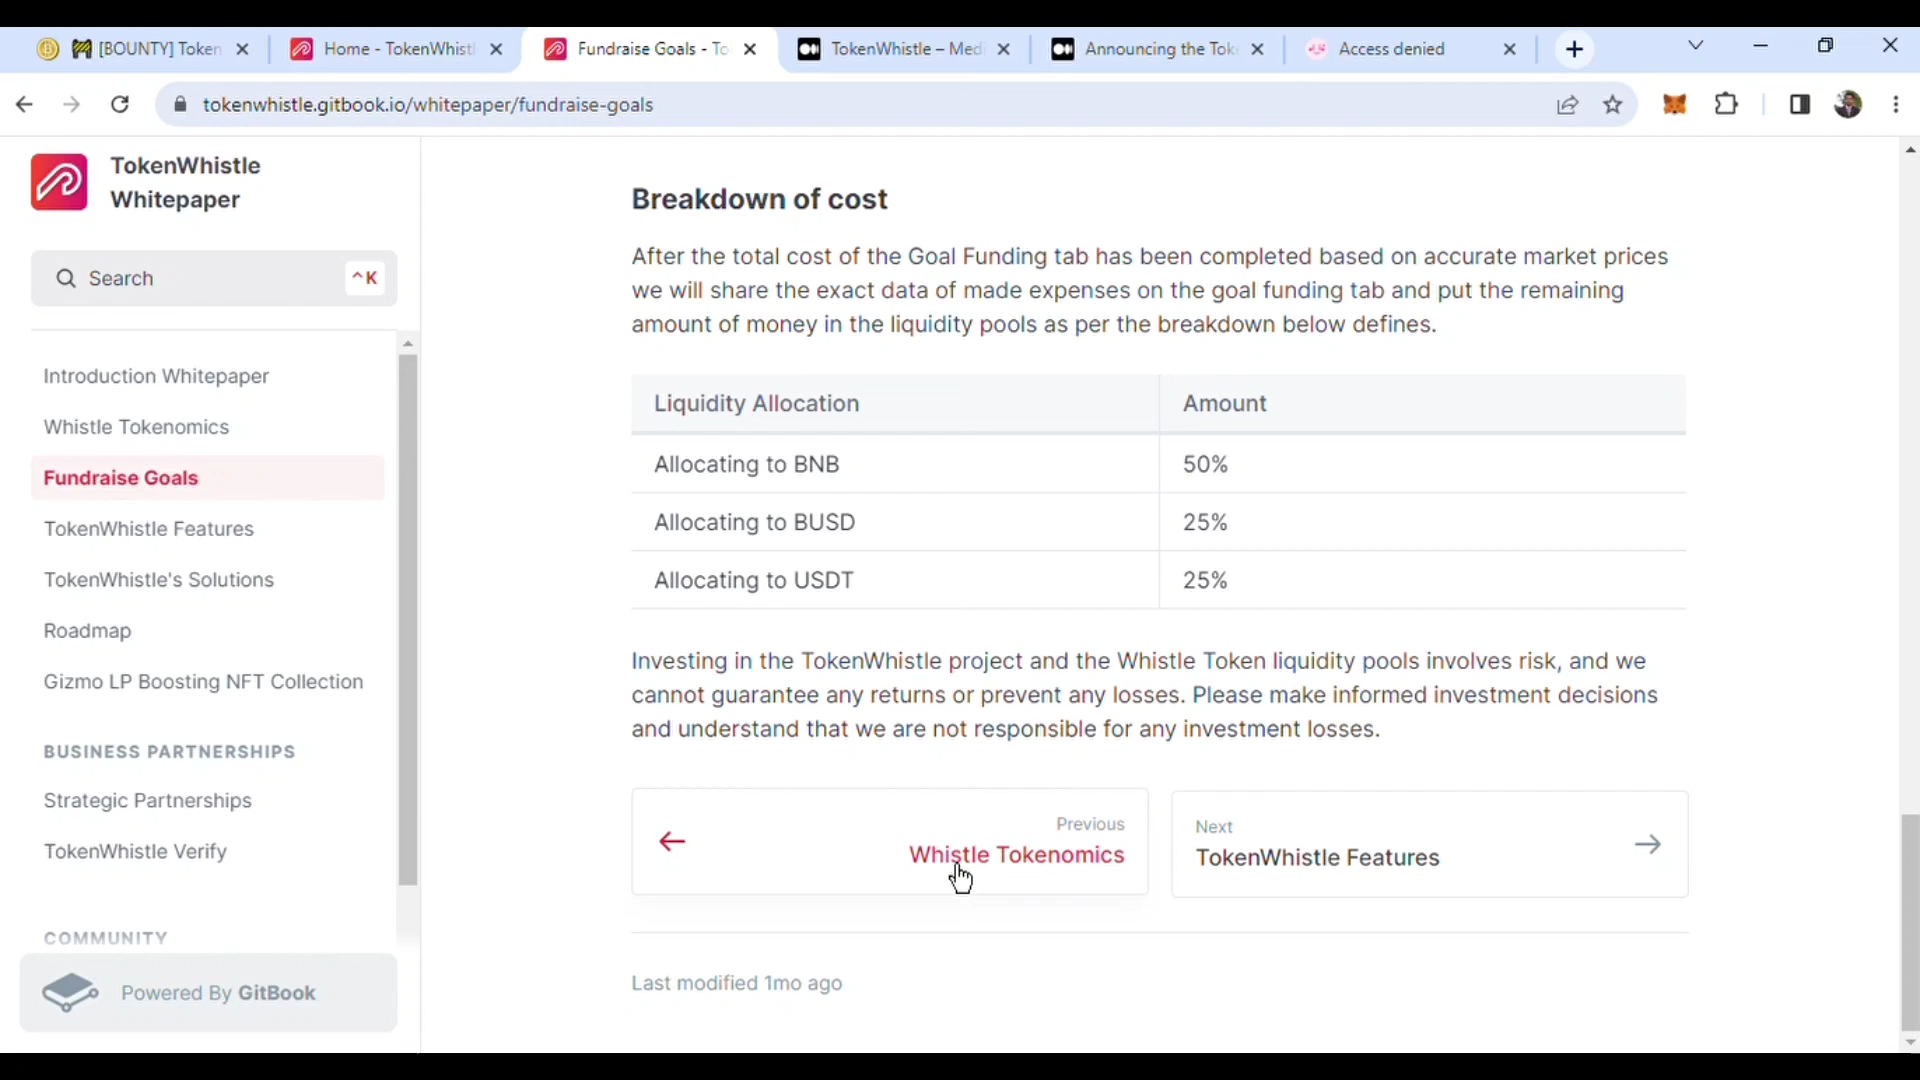 [BOUNTY] Token
Home - TokenWhistl
Fundraise Goals - To
TokenWhistle – Medi
Announcing the Tok
Access denied
tokenwhistle.gitbook.io/whitepaper/fundraise-goals
TokenWhistle
Whitepaper
Search
^K
Introduction Whitepaper
Whistle Tokenomics
Fundraise Goals
TokenWhistle Features
TokenWhistle's Solutions
Roadmap
Gizmo LP Boosting NFT Collection
BUSINESS PARTNERSHIPS
Strategic Partnerships
TokenWhistle Verify
COMMUNITY
Powered By GitBook
Breakdown of cost
After the total cost of the Goal Funding tab has been completed based on accurate market prices
we will share the exact data of made expenses on the goal funding tab and put the remaining
amount of money in the liquidity pools as per the breakdown below defines.
Liquidity Allocation Amount
Allocating to BNB 50%
Allocating to BUSD 25%
Allocating to USDT 25%
Investing in the TokenWhistle project and the Whistle Token liquidity pools involves risk, and we
cannot guarantee any returns or prevent any losses. Please make informed investment decisions
and understand that we are not responsible for any investment losses.
Previous
Whistle Tokenomics
Next
TokenWhistle Features
Last modified 1mo ago